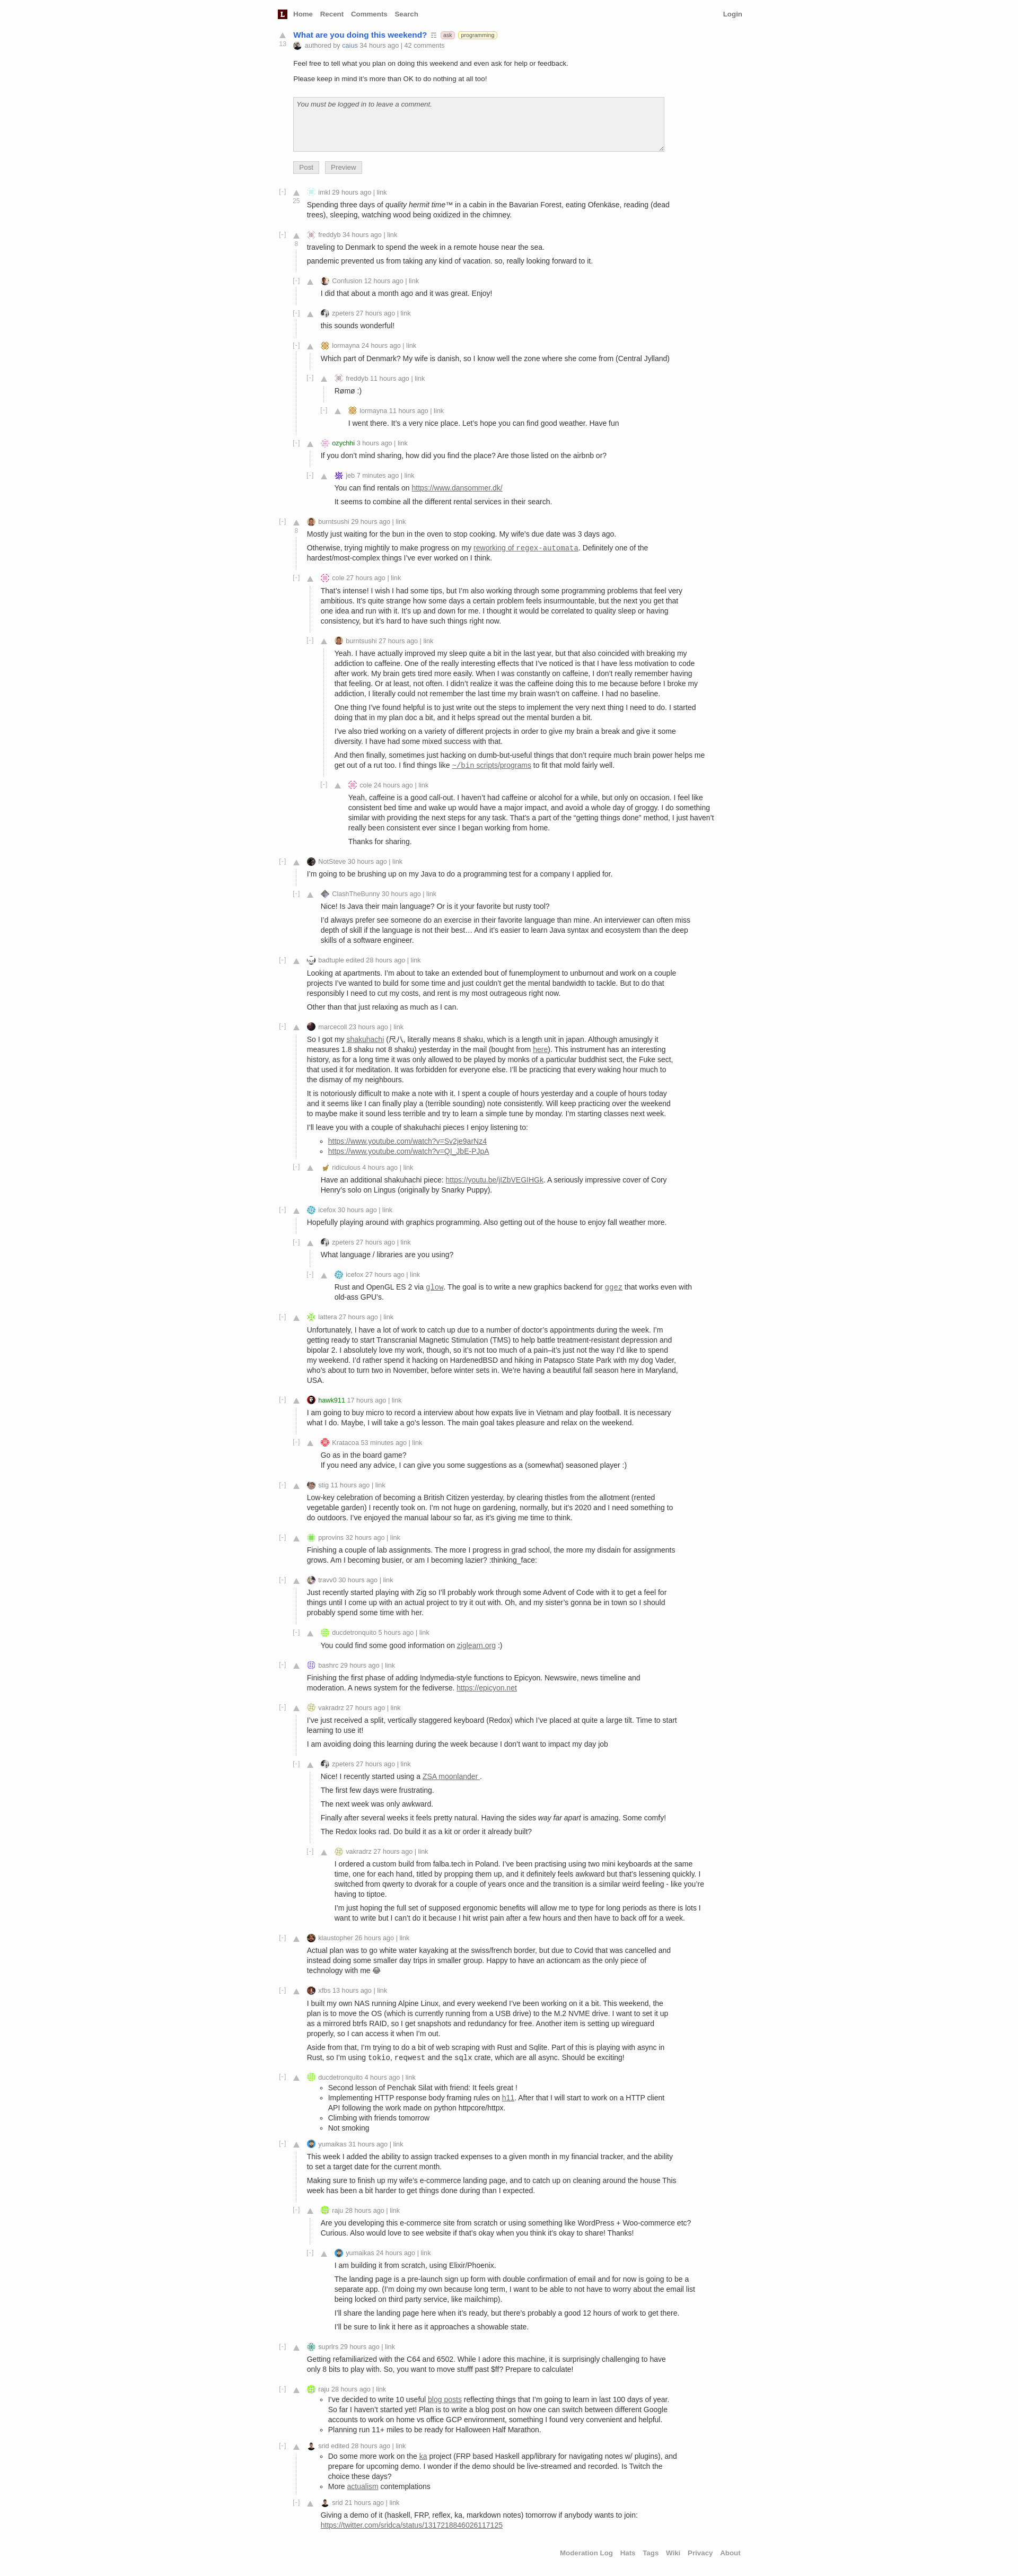 L Home Recent Comments Search Login
What are you doing this weekend? ☶ ask programming
13 authored by caius 34 hours ago | 42 comments
Feel free to tell what you plan on doing this weekend and even ask for help or feedback.
Please keep in mind it's more than OK to do nothing at all too!
You must be logged in to leave a comment.
Post Preview
[-] imkl 29 hours ago | link
25
Spending three days of quality hermit time™ in a cabin in the Bavarian Forest, eating Ofenkäse, reading (dead
trees), sleeping, watching wood being oxidized in the chimney.
[-] freddyb 34 hours ago | link
8
traveling to Denmark to spend the week in a remote house near the sea.
pandemic prevented us from taking any kind of vacation. so, really looking forward to it.
[-] Confusion 12 hours ago | link
I did that about a month ago and it was great. Enjoy!
[-] zpeters 27 hours ago | link
this sounds wonderful!
[-] lormayna 24 hours ago | link
Which part of Denmark? My wife is danish, so I know well the zone where she come from (Central Jylland)
[-] freddyb 11 hours ago | link
Rømø :)
[-] lormayna 11 hours ago | link
I went there. It's a very nice place. Let's hope you can find good weather. Have fun
[-] ozychhi 3 hours ago | link
If you don't mind sharing, how did you find the place? Are those listed on the airbnb or?
[-] jeb 7 minutes ago | link
You can find rentals on https://www.dansommer.dk/
It seems to combine all the different rental services in their search.
[-] burntsushi 29 hours ago | link
8
Mostly just waiting for the bun in the oven to stop cooking. My wife's due date was 3 days ago.
Otherwise, trying mightily to make progress on my reworking of regex-automata. Definitely one of the
hardest/most-complex things I've ever worked on I think.
[-] cole 27 hours ago | link
That's intense! I wish I had some tips, but I'm also working through some programming problems that feel very
ambitious. It's quite strange how some days a certain problem feels insurmountable, but the next you get that
one idea and run with it. It's up and down for me. I thought it would be correlated to quality sleep or having
consistency, but it's hard to have such things right now.
[-] burntsushi 27 hours ago | link
Yeah. I have actually improved my sleep quite a bit in the last year, but that also coincided with breaking my
addiction to caffeine. One of the really interesting effects that I've noticed is that I have less motivation to code
after work. My brain gets tired more easily. When I was constantly on caffeine, I don't really remember having
that feeling. Or at least, not often. I didn't realize it was the caffeine doing this to me because before I broke my
addiction, I literally could not remember the last time my brain wasn't on caffeine. I had no baseline.
One thing I've found helpful is to just write out the steps to implement the very next thing I need to do. I started
doing that in my plan doc a bit, and it helps spread out the mental burden a bit.
I've also tried working on a variety of different projects in order to give my brain a break and give it some
diversity. I have had some mixed success with that.
And then finally, sometimes just hacking on dumb-but-useful things that don't require much brain power helps me
get out of a rut too. I find things like ~/bin scripts/programs to fit that mold fairly well.
[-] cole 24 hours ago | link
Yeah, caffeine is a good call-out. I haven't had caffeine or alcohol for a while, but only on occasion. I feel like
consistent bed time and wake up would have a major impact, and avoid a whole day of groggy. I'm doing something
similar with providing the next steps for any task. That's a part of the “getting things done” method, I just haven't
really been consistent ever since I began working from home.
Thanks for sharing.
[-] NotSteve 30 hours ago | link
I'm going to be brushing up on my Java to do a programming test for a company I applied for.
[-] ClashTheBunny 30 hours ago | link
Nice! Is Java their main language? Or is it your favorite but rusty tool?
I'd always prefer see someone do an exercise in their favorite language than mine. An interviewer can often miss
depth of skill if the language is not their best… And it's easier to learn Java syntax and ecosystem than the deep
skills of a software engineer.
[-] badtuple edited 28 hours ago | link
Looking at apartments. I'm about to take an extended bout of funemployment to unburnout and work on a couple
projects I've wanted to build for some time and just couldn't get the mental bandwidth to tackle. But to do that
responsibly I need to cut my costs, and rent is my most outrageous right now.
Other than that just relaxing as much as I can.
[-] marcecoll 23 hours ago | link
So I got my shakuhachi (尺八, literally means 8 shaku, which is a length unit in japan. Although amusingly it
measures 1.8 shaku not 8 shaku) yesterday in the mail (bought from here). This instrument has an interesting
history, as for a long time it was only allowed to be played by monks of a particular buddhist sect, the Fuke sect,
that used it for meditation. It was forbidden for everyone else. I'll be practicing that every waking hour much to
the dismay of my neighbours.
It is notoriously difficult to make a note with it. I spent a couple of hours yesterday and a couple of hours today
and it seems like I can finally play a (terrible sounding) note consistently. Will keep practicing over the weekend
to maybe make it sound less terrible and try to learn a simple tune by monday. I'm starting classes next week.
I'll leave you with a couple of shakuhachi pieces I enjoy listening to:
https://www.youtube.com/watch?v=Sv2je9arNz4
https://www.youtube.com/watch?v=QI_JbE-PJpA
[-] ridiculous 4 hours ago | link
Have an additional shakuhachi piece: https://youtu.be/jIZbVEGIHGk. A seriously impressive cover of Cory
Henry's solo on Lingus (originally by Snarky Puppy).
[-] icefox 30 hours ago | link
Hopefully playing around with graphics programming. Also getting out of the house to enjoy fall weather more.
[-] zpeters 27 hours ago | link
What language / libraries are you using?
[-] icefox 27 hours ago | link
Rust and OpenGL ES 2 via glow. The goal is to write a new graphics backend for ggez that works even with
old-ass GPU's.
[-] lattera 27 hours ago | link
Unfortunately, I have a lot of work to catch up due to a number of doctor's appointments during the week. I'm
getting ready to start Transcranial Magnetic Stimulation (TMS) to help battle treatment-resistant depression and
bipolar 2. I absolutely love my work, though, so it's not too much of a pain–it's just not the way I'd like to spend
my weekend. I'd rather spend it hacking on HardenedBSD and hiking in Patapsco State Park with my dog Vader,
who's about to turn two in November, before winter sets in. We're having a beautiful fall season here in Maryland,
USA.
[-] hawk911 17 hours ago | link
I am going to buy micro to record a interview about how expats live in Vietnam and play football. It is necessary
what I do. Maybe, I will take a go's lesson. The main goal takes pleasure and relax on the weekend.
[-] Kratacoa 53 minutes ago | link
Go as in the board game?
If you need any advice, I can give you some suggestions as a (somewhat) seasoned player :)
[-] stig 11 hours ago | link
Low-key celebration of becoming a British Citizen yesterday, by clearing thistles from the allotment (rented
vegetable garden) I recently took on. I'm not huge on gardening, normally, but it's 2020 and I need something to
do outdoors. I've enjoyed the manual labour so far, as it's giving me time to think.
[-] pprovins 32 hours ago | link
Finishing a couple of lab assignments. The more I progress in grad school, the more my disdain for assignments
grows. Am I becoming busier, or am I becoming lazier? :thinking_face:
[-] travv0 30 hours ago | link
Just recently started playing with Zig so I'll probably work through some Advent of Code with it to get a feel for
things until I come up with an actual project to try it out with. Oh, and my sister's gonna be in town so I should
probably spend some time with her.
[-] ducdetronquito 5 hours ago | link
You could find some good information on ziglearn.org :)
[-] bashrc 29 hours ago | link
Finishing the first phase of adding Indymedia-style functions to Epicyon. Newswire, news timeline and
moderation. A news system for the fediverse. https://epicyon.net
[-] vakradrz 27 hours ago | link
I've just received a split, vertically staggered keyboard (Redox) which I've placed at quite a large tilt. Time to start
learning to use it!
I am avoiding doing this learning during the week because I don't want to impact my day job
[-] zpeters 27 hours ago | link
Nice! I recently started using a ZSA moonlander .
The first few days were frustrating.
The next week was only awkward.
Finally after several weeks it feels pretty natural. Having the sides way far apart is amazing. Some comfy!
The Redox looks rad. Do build it as a kit or order it already built?
[-] vakradrz 27 hours ago | link
I ordered a custom build from falba.tech in Poland. I've been practising using two mini keyboards at the same
time, one for each hand, titled by propping them up, and it definitely feels awkward but that's lessening quickly. I
switched from qwerty to dvorak for a couple of years once and the transition is a similar weird feeling - like you're
having to tiptoe.
I'm just hoping the full set of supposed ergonomic benefits will allow me to type for long periods as there is lots I
want to write but I can't do it because I hit wrist pain after a few hours and then have to back off for a week.
[-] klaustopher 26 hours ago | link
Actual plan was to go white water kayaking at the swiss/french border, but due to Covid that was cancelled and
instead doing some smaller day trips in smaller group. Happy to have an actioncam as the only piece of
technology with me 😂
[-] xfbs 13 hours ago | link
I built my own NAS running Alpine Linux, and every weekend I've been working on it a bit. This weekend, the
plan is to move the OS (which is currently running from a USB drive) to the M.2 NVME drive. I want to set it up
as a mirrored btrfs RAID, so I get snapshots and redundancy for free. Another item is setting up wireguard
properly, so I can access it when I'm out.
Aside from that, I'm trying to do a bit of web scraping with Rust and Sqlite. Part of this is playing with async in
Rust, so I'm using tokio, reqwest and the sqlx crate, which are all async. Should be exciting!
[-] ducdetronquito 4 hours ago | link
Second lesson of Penchak Silat with friend: It feels great !
Implementing HTTP response body framing rules on h11. After that I will start to work on a HTTP client
API following the work made on python httpcore/httpx.
Climbing with friends tomorrow
Not smoking
[-] yumaikas 31 hours ago | link
This week I added the ability to assign tracked expenses to a given month in my financial tracker, and the ability
to set a target date for the current month.
Making sure to finish up my wife's e-commerce landing page, and to catch up on cleaning around the house This
week has been a bit harder to get things done during than I expected.
[-] raju 28 hours ago | link
Are you developing this e-commerce site from scratch or using something like WordPress + Woo-commerce etc?
Curious. Also would love to see website if that's okay when you think it's okay to share! Thanks!
[-] yumaikas 24 hours ago | link
I am building it from scratch, using Elixir/Phoenix.
The landing page is a pre-launch sign up form with double confirmation of email and for now is going to be a
separate app. (I'm doing my own because long term, I want to be able to not have to worry about the email list
being locked on third party service, like mailchimp).
I'll share the landing page here when it's ready, but there's probably a good 12 hours of work to get there.
I'll be sure to link it here as it approaches a showable state.
[-] suprlrs 29 hours ago | link
Getting refamiliarized with the C64 and 6502. While I adore this machine, it is surprisingly challenging to have
only 8 bits to play with. So, you want to move stufff past $ff? Prepare to calculate!
[-] raju 28 hours ago | link
I've decided to write 10 useful blog posts reflecting things that I'm going to learn in last 100 days of year.
So far I haven't started yet! Plan is to write a blog post on how one can switch between different Google
accounts to work on home vs office GCP environment, something I found very convenient and helpful.
Planning run 11+ miles to be ready for Halloween Half Marathon.
[-] srid edited 28 hours ago | link
Do some more work on the ka project (FRP based Haskell app/library for navigating notes w/ plugins), and
prepare for upcoming demo. I wonder if the demo should be live-streamed and recorded. Is Twitch the
choice these days?
More actualism contemplations
[-] srid 21 hours ago | link
Giving a demo of it (haskell, FRP, reflex, ka, markdown notes) tomorrow if anybody wants to join:
https://twitter.com/sridca/status/1317218846026117125
Moderation Log Hats Tags Wiki Privacy About